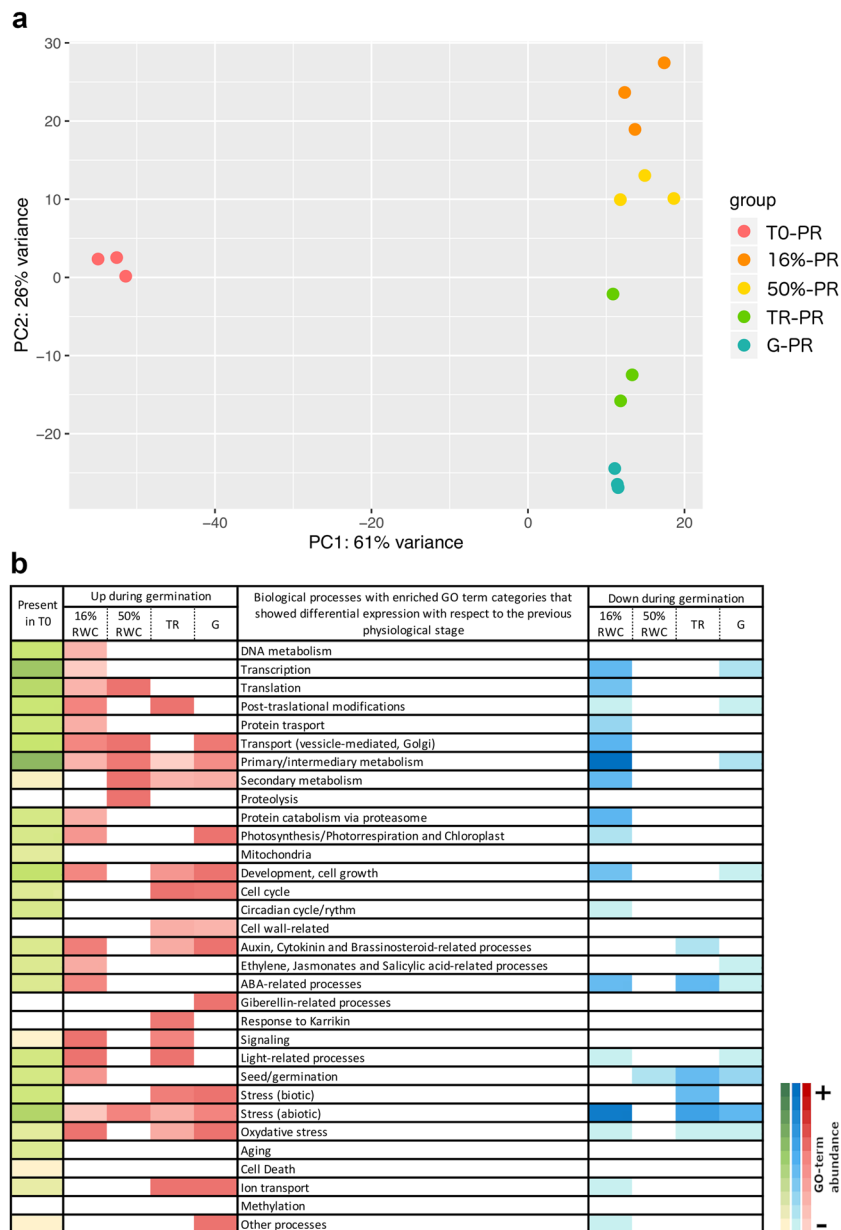 a
30
20
10
0
−10
−20
−40
−20
0
20
PC2: 26% variance
PC1: 61% variance
group
T0-PR
16%-PR
50%-PR
TR-PR
G-PR
b
Present in T0
Up during germination
16% RWC
50% RWC
TR
G
Biological processes with enriched GO term categories that
showed differential expression with respect to the previous
physiological stage
Down during germination
16% RWC
50% RWC
TR
G
DNA metabolism
Transcription
Translation
Post-traslational modifications
Protein trasport
Transport (vessicle-mediated, Golgi)
Primary/intermediary metabolism
Secondary metabolism
Proteolysis
Protein catabolism via proteasome
Photosynthesis/Photorrespiration and Chloroplast
Mitochondria
Development, cell growth
Cell cycle
Circadian cycle/rythm
Cell wall-related
Auxin, Cytokinin and Brassinosteroid-related processes
Ethylene, Jasmonates and Salicylic acid-related processes
ABA-related processes
Giberellin-related processes
Response to Karrikin
Signaling
Light-related processes
Seed/germination
Stress (biotic)
Stress (abiotic)
Oxydative stress
Aging
Cell Death
Ion transport
Methylation
Other processes
+
GO-term
abundance
−